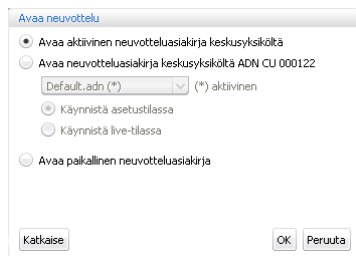 Avaa neuvottelu
Avaa aktiivinen neuvotteluasiakirja keskusyksiköltä
Avaa neuvotteluasiakirja keskusyksiköltä ADN CU 000122
Default.adn (*) (*) aktiivinen
Käynnistä asetustilassa
Käynnistä live-tilassa
Avaa paikallinen neuvotteluasiakirja
Katkaise OK Peruuta